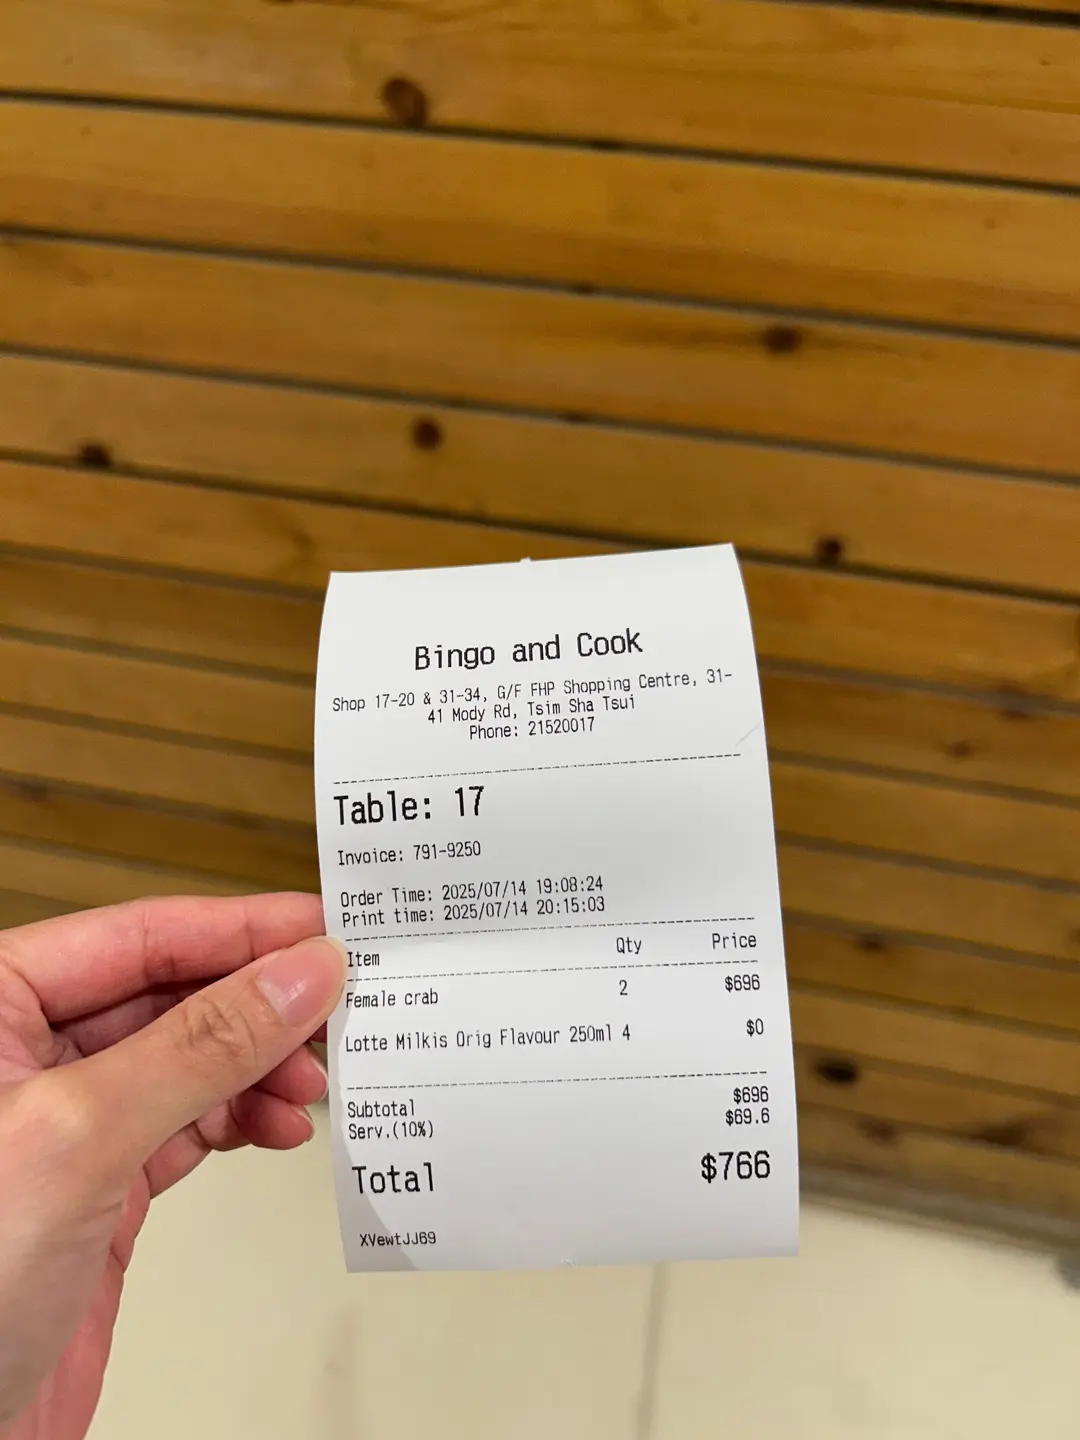 Bingo and Cook
Shop 17-20 & 31-34, G/F FHP Shopping Centre, 31-
41 Mody Rd, Tsim Sha Tsui
Phone: 21520017
Table: 17
Invoice: 791-9250
Order Time: 2025/07/14 19:08:24
Print time: 2025/07/14 20:15:03
Item Qty Price
Female crab 2 $696
Lotte Milkis Orig Flavour 250ml 4 $0
Subtotal $696
Serv.(10%) $69.6
Total $766
XVewtJJ69